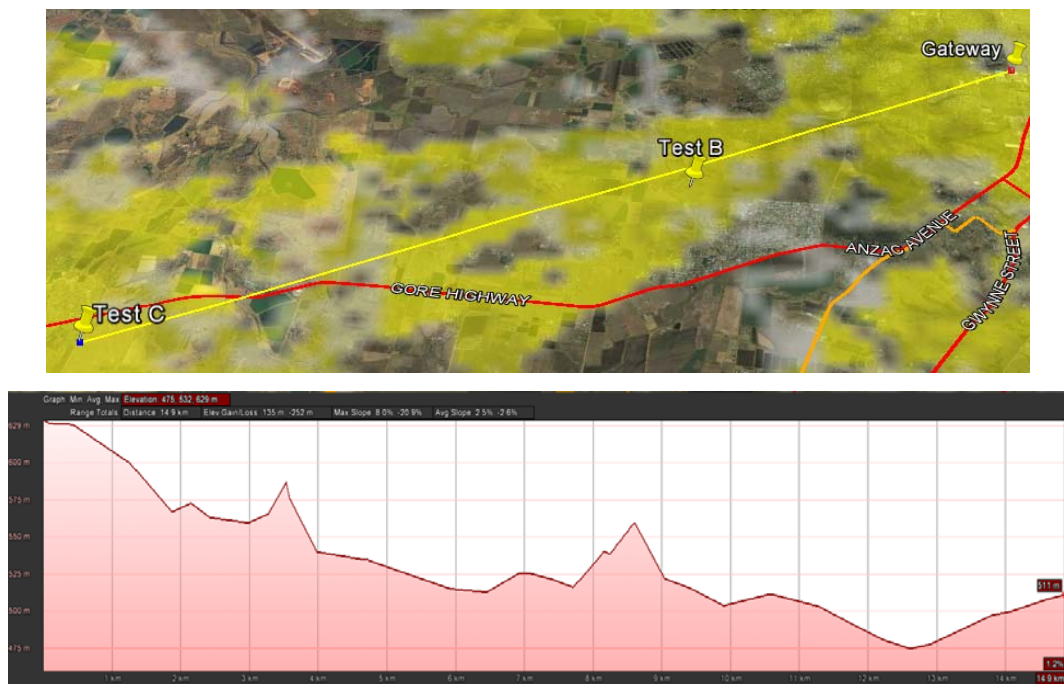 Gateway
Test B
ANZAC AVENUE
GWYNNE STREET
GORE HIGHWAY
Test C
Graph Min Avg Max Elevation 475, 532, 629 m
Range Totals Distance 14.9 km Elev Gain/Loss 135 m -252 m Max Slope 8.0% -20.9% Avg Slope 2.5% -2.6%
629 m
600 m
575 m
550 m
525 m
500 m
475 m
511 m
1.2%
1 km 2 km 3 km 4 km 5 km 6 km 7 km 8 km 9 km 10 km 11 km 12 km 13 km 14 km 14.9 km